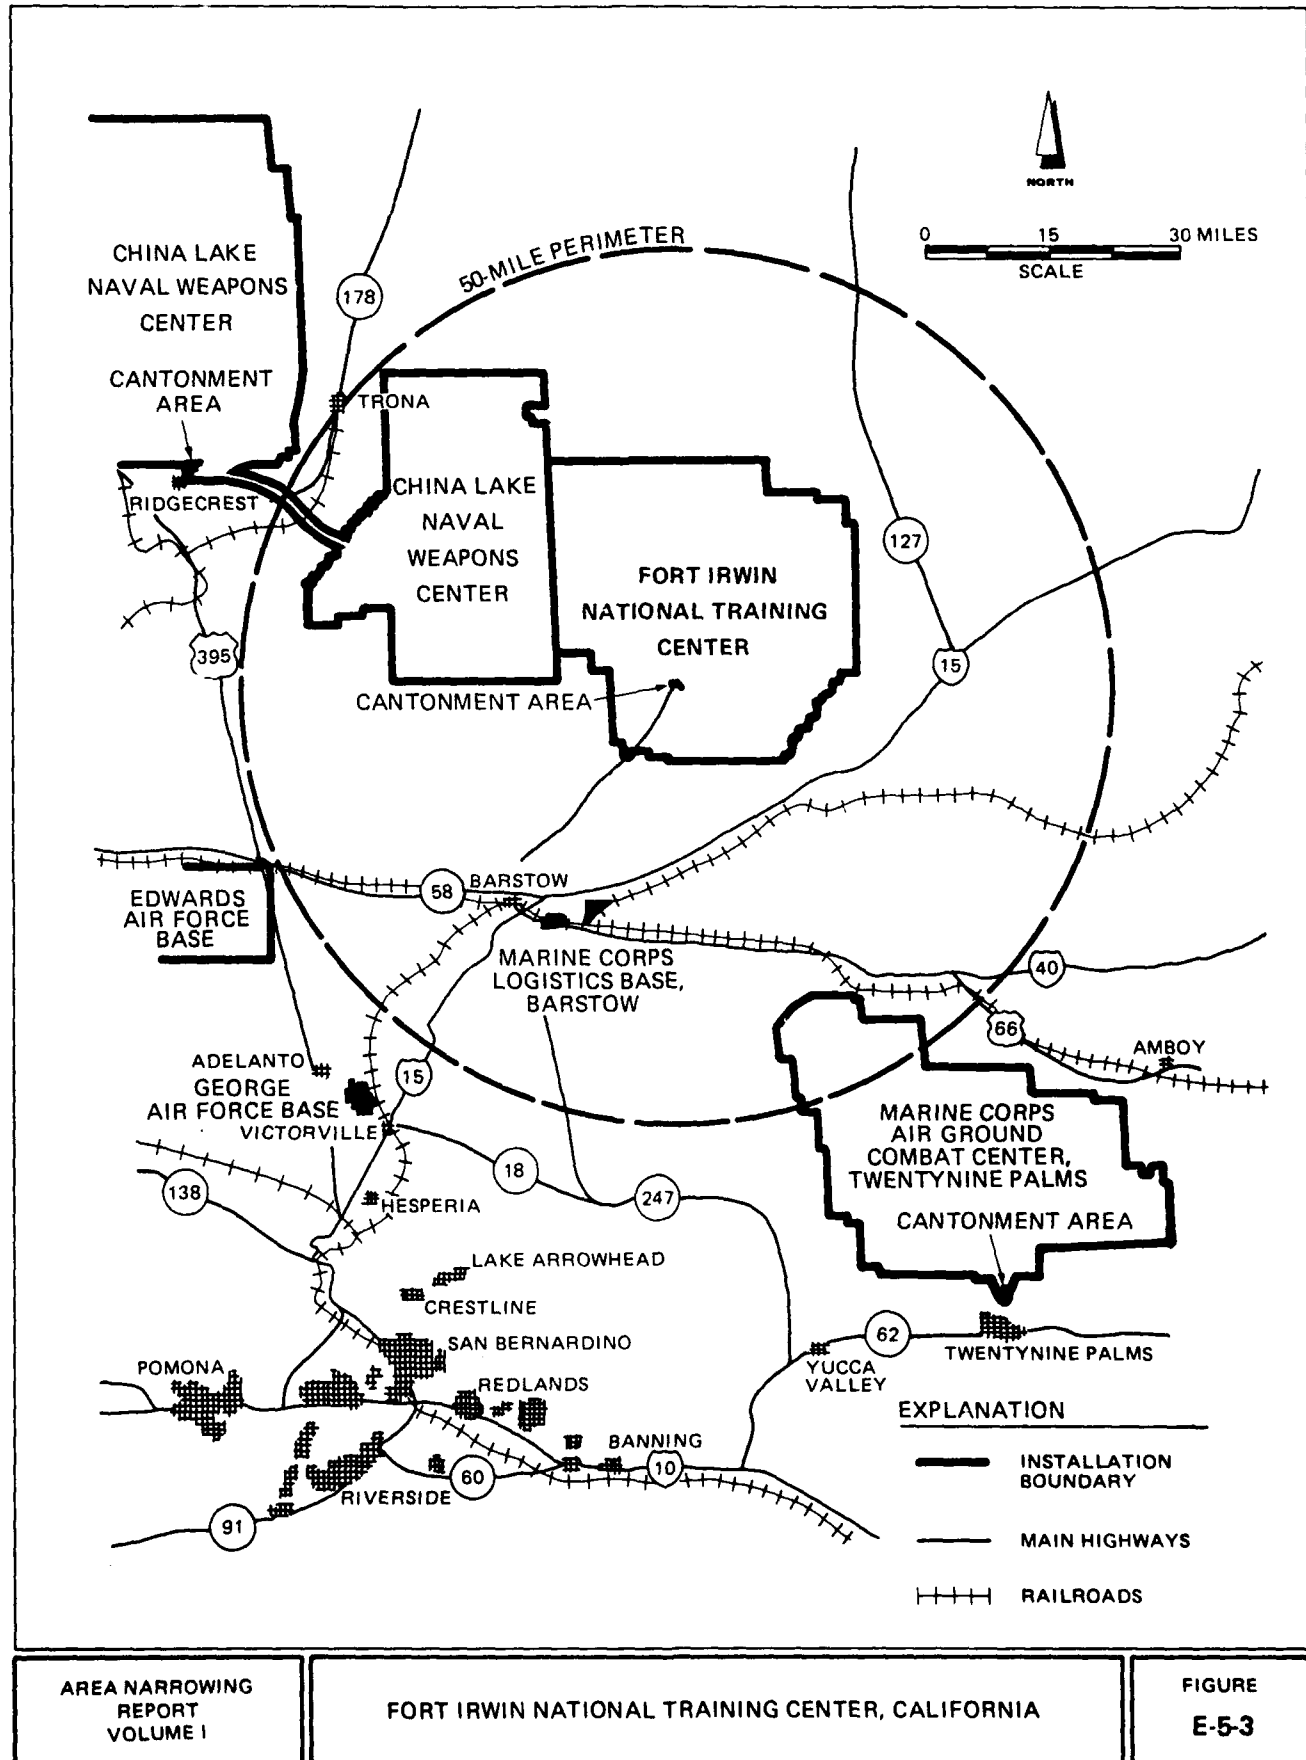 NORTH
0 15 30 MILES
SCALE
50-MILE PERIMETER
CHINA LAKE
NAVAL WEAPONS
CENTER
178
CANTONMENT
AREA
TRONA
RIDGECREST
CHINA LAKE
NAVAL
WEAPONS
CENTER
127
FORT IRWIN
NATIONAL TRAINING
CENTER
395
15
CANTONMENT AREA
EDWARDS
AIR FORCE
BASE
58
BARSTOW
MARINE CORPS
LOGISTICS BASE,
BARSTOW
40
66
AMBOY
ADELANTO
GEORGE
AIR FORCE BASE
VICTORVILLE
15
MARINE CORPS
AIR GROUND
COMBAT CENTER,
TWENTYNINE PALMS
CANTONMENT AREA
138
18
247
HESPERIA
LAKE ARROWHEAD
CRESTLINE
SAN BERNARDINO
62
TWENTYNINE PALMS
YUCCA
VALLEY
POMONA
REDLANDS
BANNING
10
60
RIVERSIDE
91
EXPLANATION
INSTALLATION
BOUNDARY
MAIN HIGHWAYS
RAILROADS
AREA NARROWING
REPORT
VOLUME I
FORT IRWIN NATIONAL TRAINING CENTER, CALIFORNIA
FIGURE
E-5-3